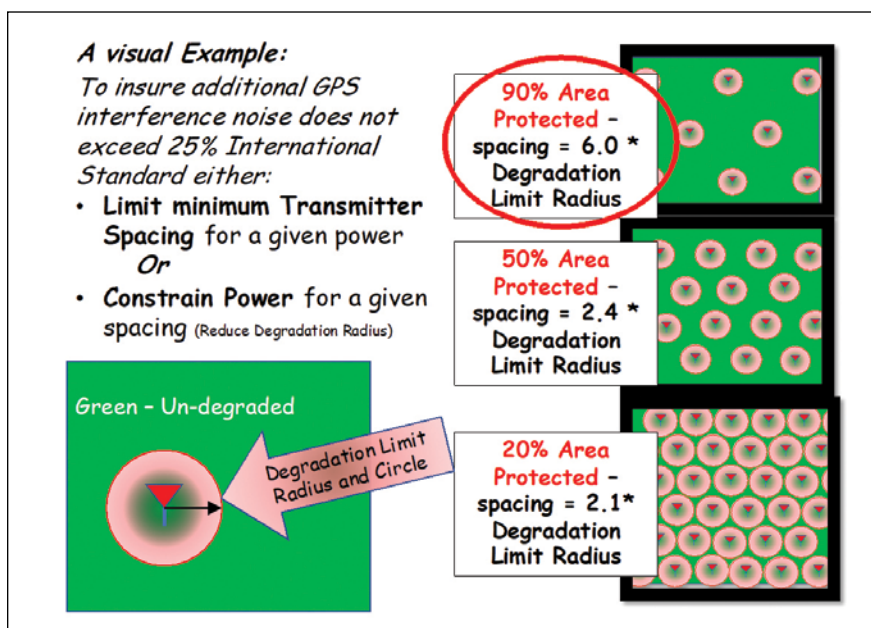 A visual Example:
To insure additional GPS
interference noise does not
exceed 25% International
Standard either:
• Limit minimum Transmitter
Spacing for a given power
Or
• Constrain Power for a given
spacing (Reduce Degradation Radius)
Green – Un-degraded
Degradation Limit
Radius and Circle
90% Area
Protected –
spacing = 6.0 *
Degradation
Limit Radius
50% Area
Protected –
spacing = 2.4 *
Degradation
Limit Radius
20% Area
Protected –
spacing = 2.1*
Degradation
Limit Radius